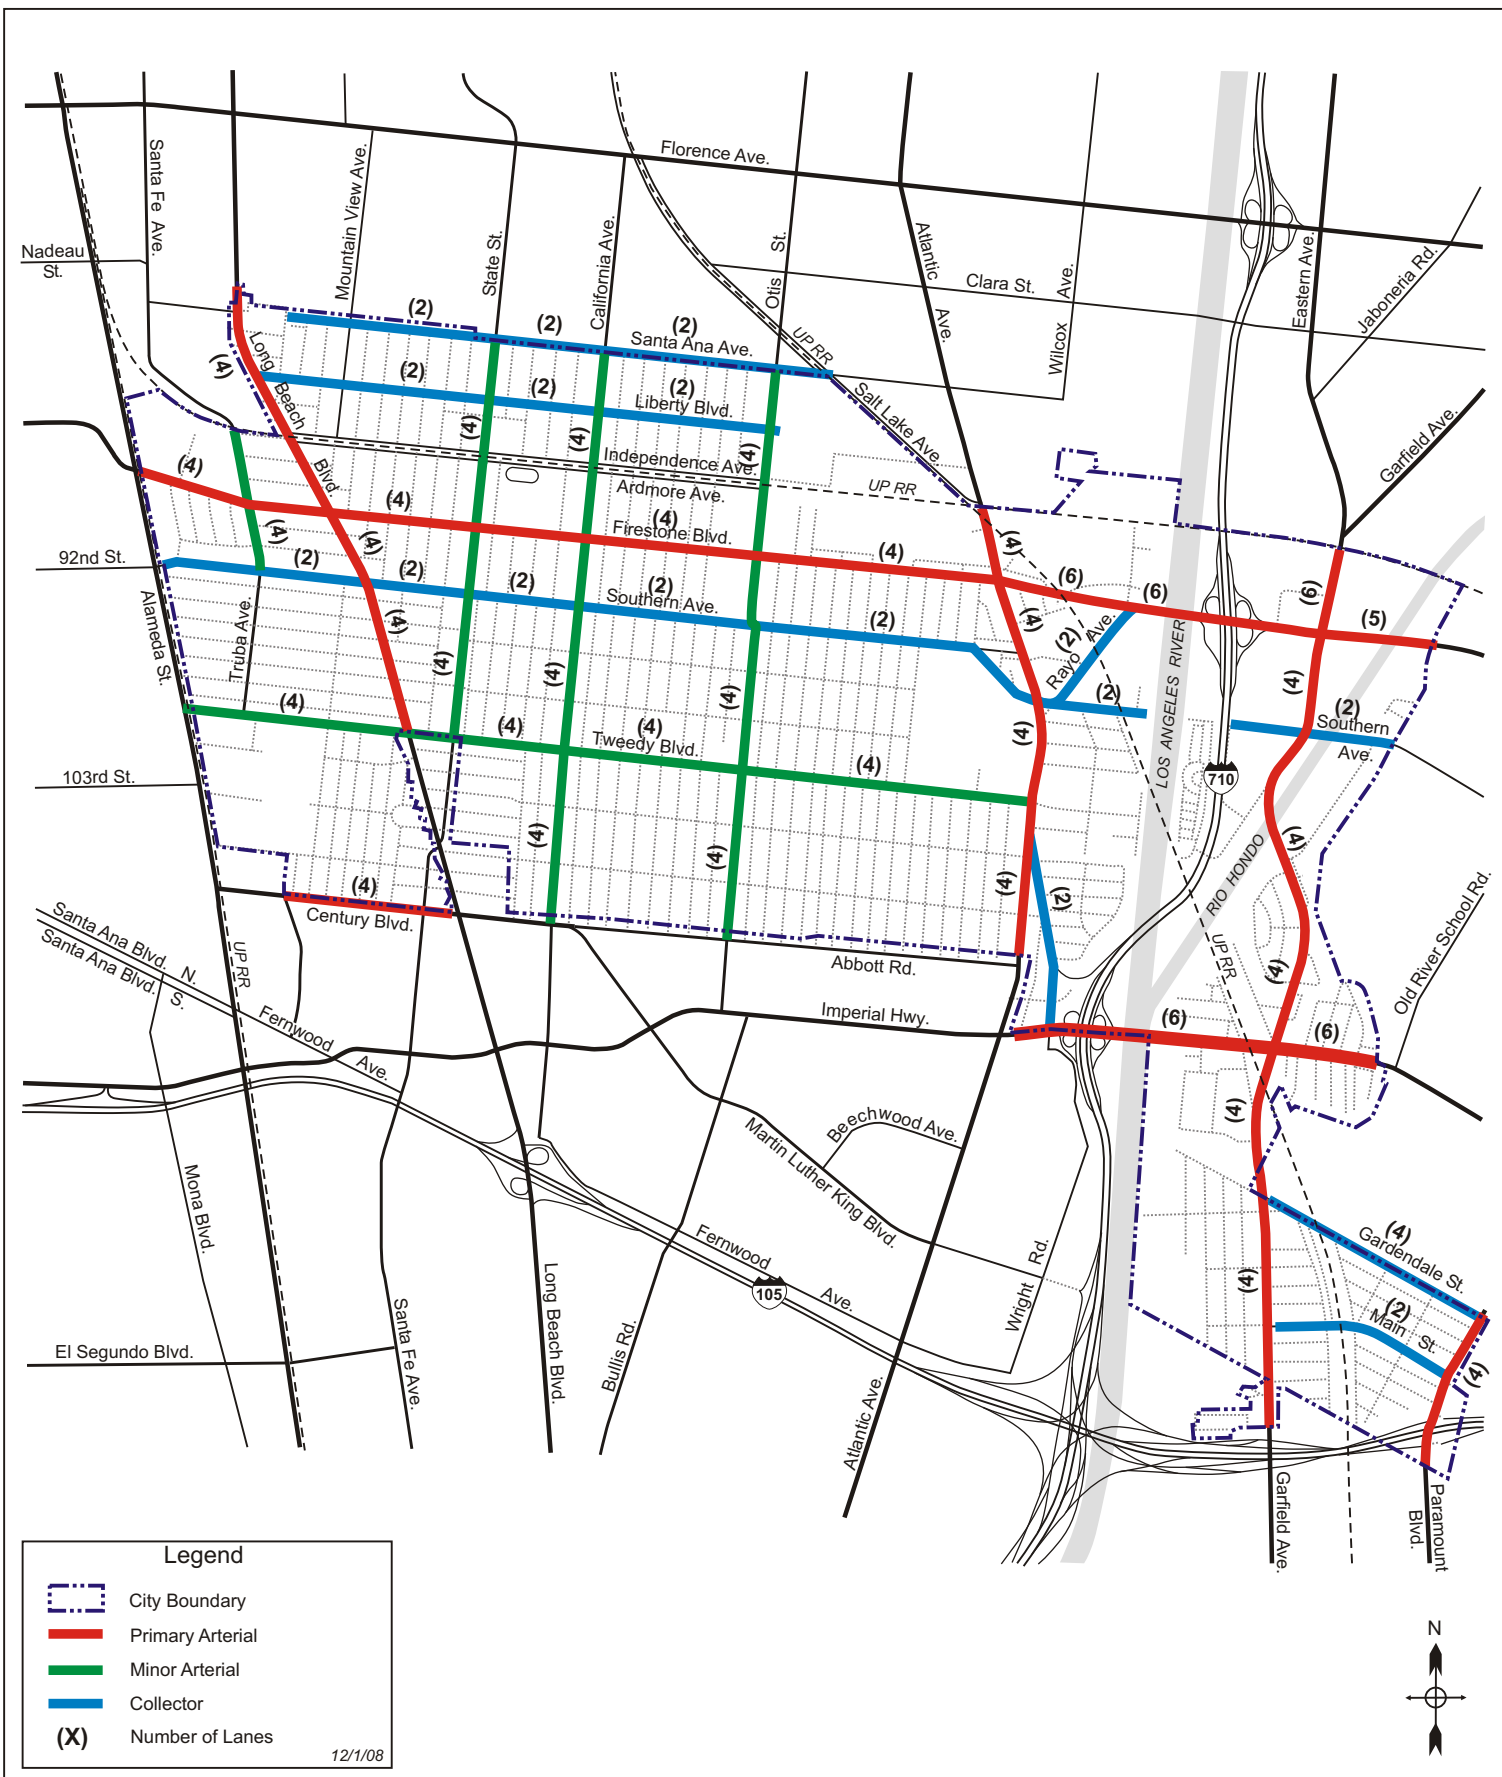 Florence Ave.
Santa Fe Ave.
Mountain View Ave.
State St.
California Ave.
Otis St.
Atlantic Ave.
Wilcox Ave.
Clara St.
Eastern Ave.
Jaboneria Rd.
Nadeau
St.
(2)
(2)
(2)
Santa Ana Ave.
UP RR
(4)
Long Beach Blvd.
(2)
(2)
(2)
Liberty Blvd.
Salt Lake Ave.
Garfield Ave.
(4)
(4)
(4)
(4)
Independence Ave.
Ardmore Ave.
UP RR
(4)
(4)
(4)
Firestone Blvd.
(4)
(4)
(4)
(4)
(6)
(6)
(6)
(5)
92nd St.
(2)
(2)
(2)
(2)
Southern Ave.
(2)
(4)
(2)
Rayo Ave.
(2)
Alameda St.
Truba Ave.
(4)
(4)
(4)
(4)
(4)
(2)
Southern
Ave.
(4)
(4)
(4)
Tweedy Blvd.
(4)
(4)
LOS ANGELES RIVER
710
103rd St.
(4)
(4)
(4)
(2)
(4)
RIO HONDO
UP RR
Old River School Rd.
(4)
Century Blvd.
Santa Ana Blvd. N.
Santa Ana Blvd. S.
UP RR
Abbott Rd.
(4)
Fernwood Ave.
Imperial Hwy.
(6)
(6)
(4)
Beechwood Ave.
Martin Luther King Blvd.
Mona Blvd.
Fernwood Ave.
105
Wright Rd.
(4)
Gardendale St.
(4)
(2)
Main St.
(4)
El Segundo Blvd.
Santa Fe Ave.
Long Beach Blvd.
Bullis Rd.
Atlantic Ave.
Garfield Ave.
Paramount
Blvd.
Legend
City Boundary
Primary Arterial
Minor Arterial
Collector
(X) Number of Lanes
12/1/08
N